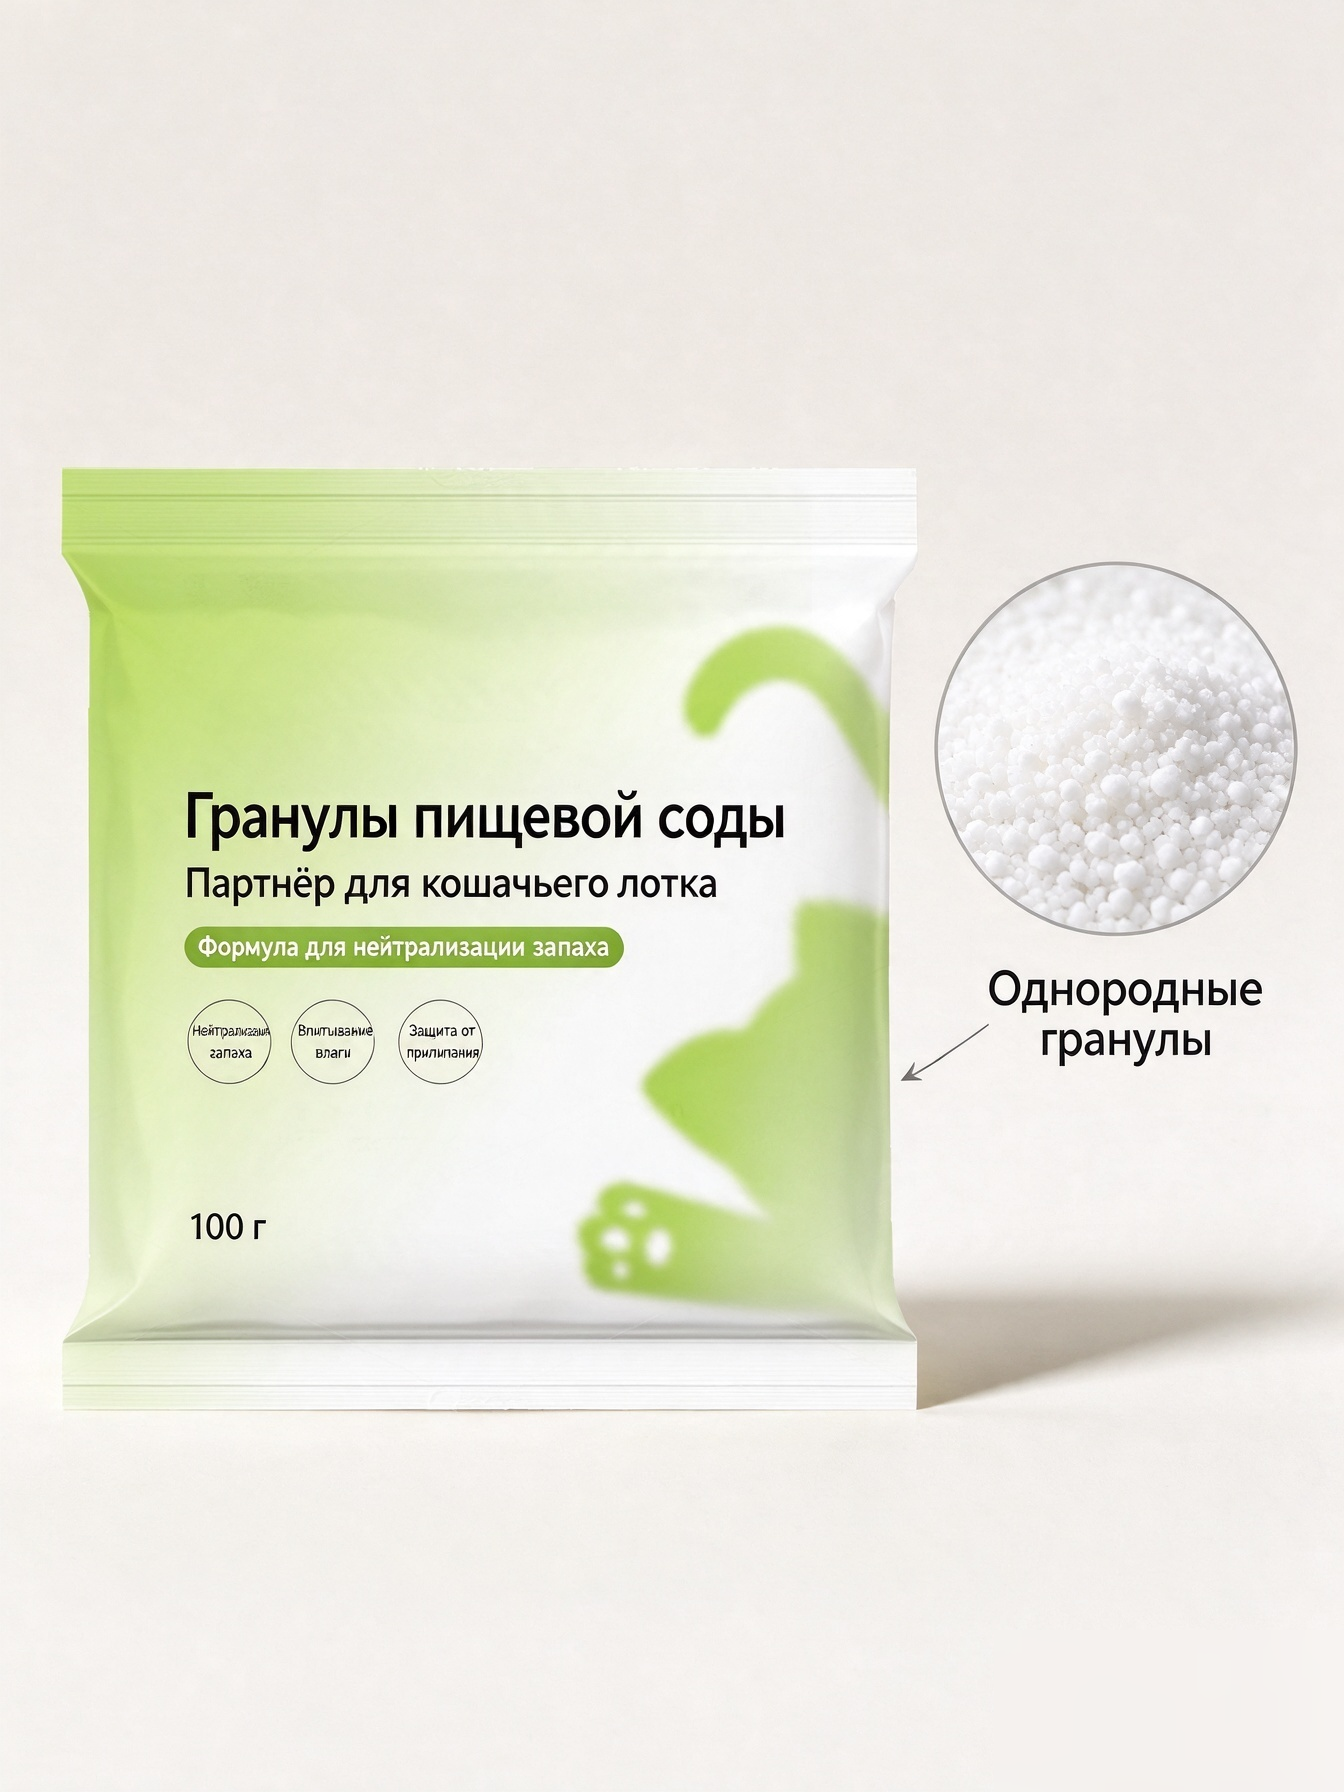 Гранулы пищевой соды
Партнёр для кошачьего лотка
Формула для нейтрализации запаха
Нейтрализация
запаха
Впитывание
влаги
Защита от
прилипания
100 г
Однородные
гранулы